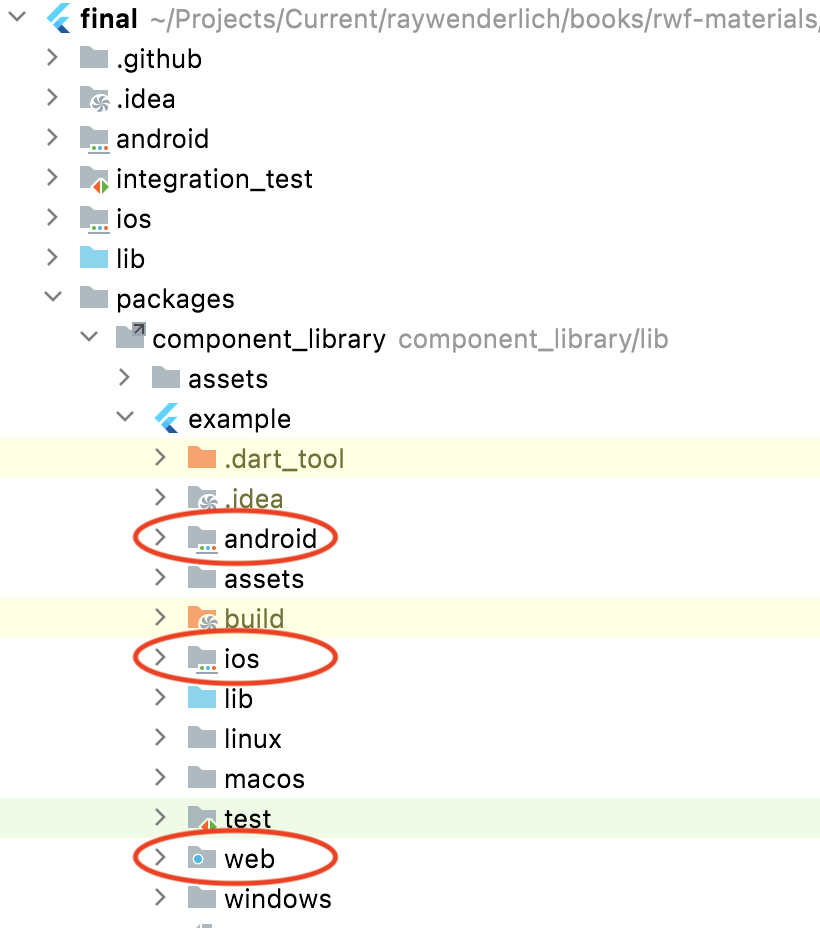 final ~/Projects/Current/raywenderlich/books/rwf-materials/
.github
.idea
android
integration_test
ios
lib
packages
component_library component_library/lib
assets
example
.dart_tool
.idea
android
assets
build
ios
lib
linux
macos
test
web
windows